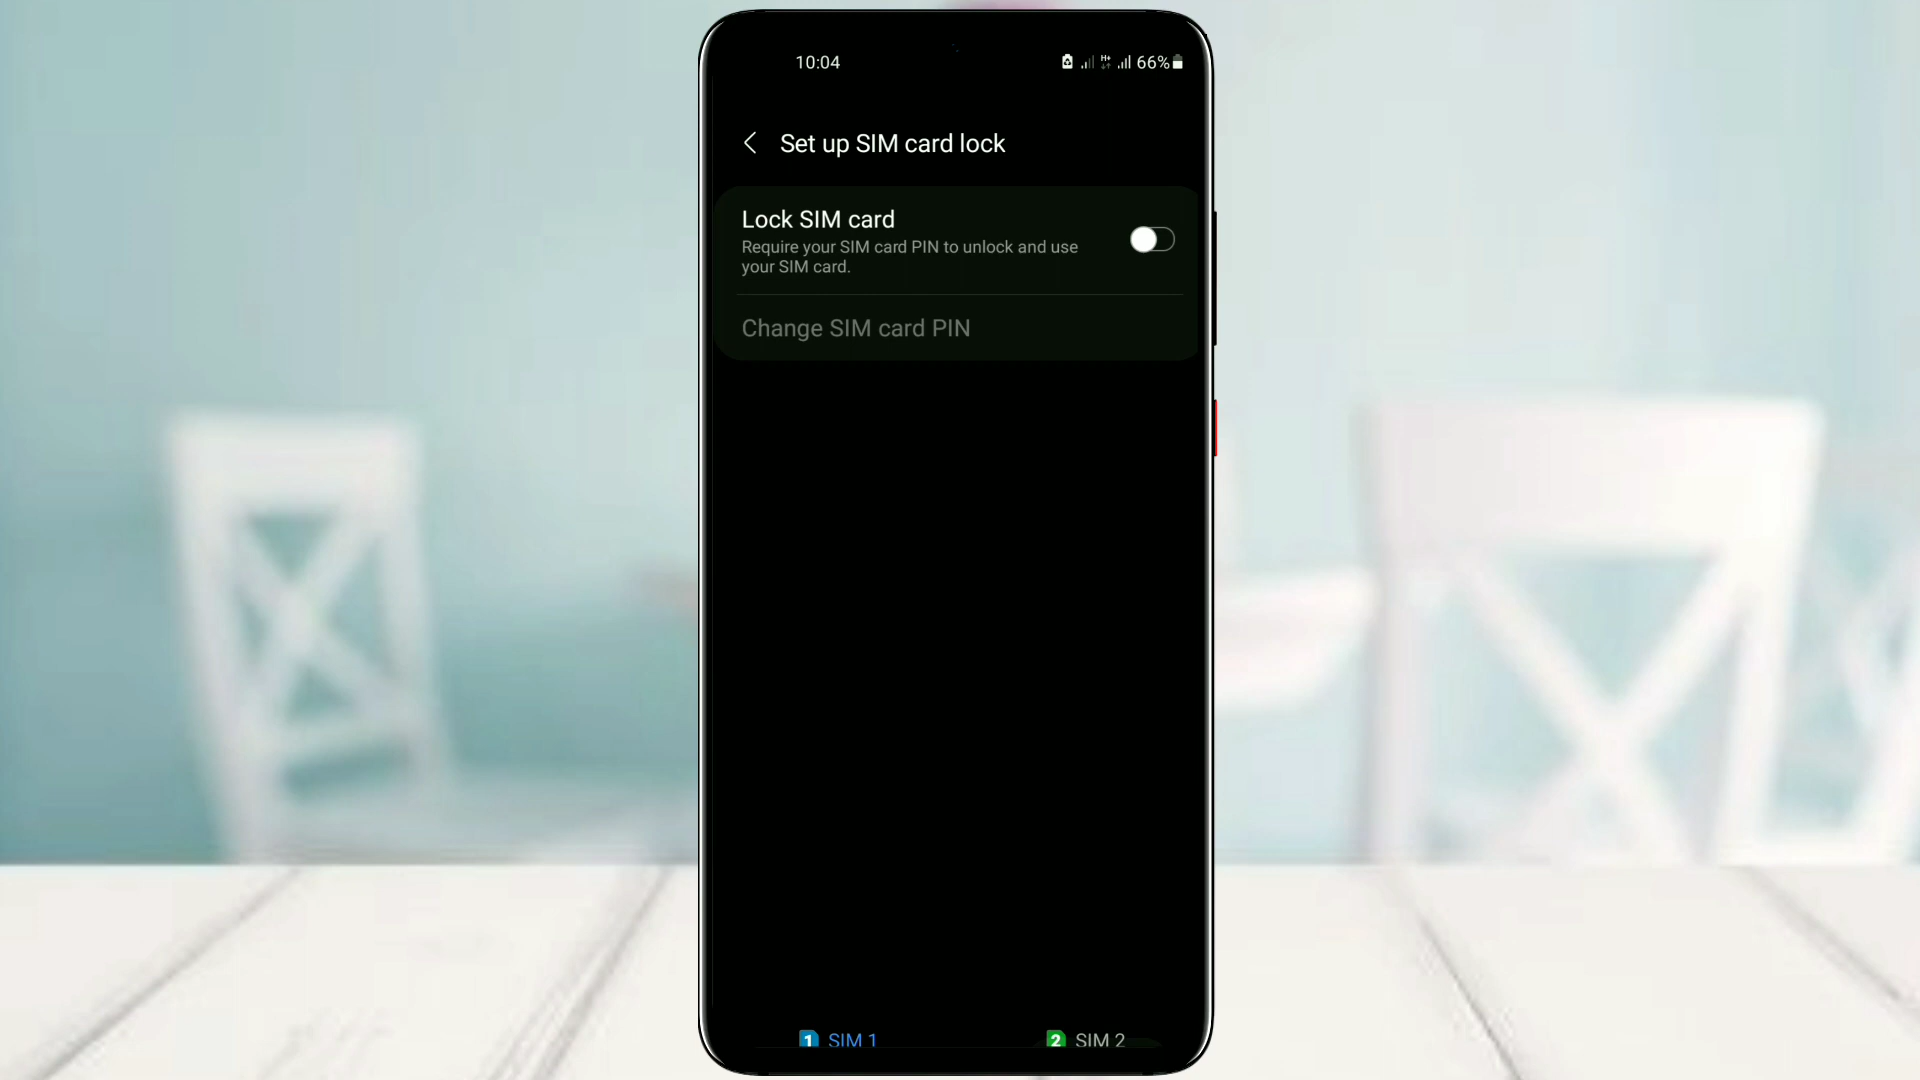 10:04
H+ 66%
Set up SIM card lock
Lock SIM card
Require your SIM card PIN to unlock and use
your SIM card.
Change SIM card PIN
1 SIM 1
2 SIM 2